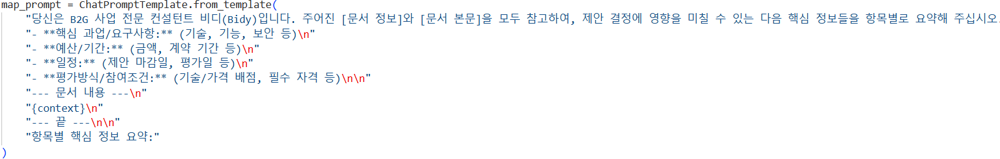 map_prompt = ChatPromptTemplate.from_template(
"당신은 B2G 사업 전문 컨설턴트 비디(Bidy)입니다. 주어진 [문서 정보]와 [문서 본문]을 모두 참고하여, 제안 결정에 영향을 미칠 수 있는 다음 핵심 정보들을 항목별로 요약해 주십시오.
"- **핵심 과업/요구사항:** (기술, 기능, 보안 등)\n"
"- **예산/기간:** (금액, 계약 기간 등)\n"
"- **일정:** (제안 마감일, 평가일 등)\n"
"- **평가방식/참여조건:** (기술/가격 배점, 필수 자격 등)\n\n"
"--- 문서 내용 ---\n"
"{context}\n"
"--- 끝 ---\n\n"
"항목별 핵심 정보 요약:"
)